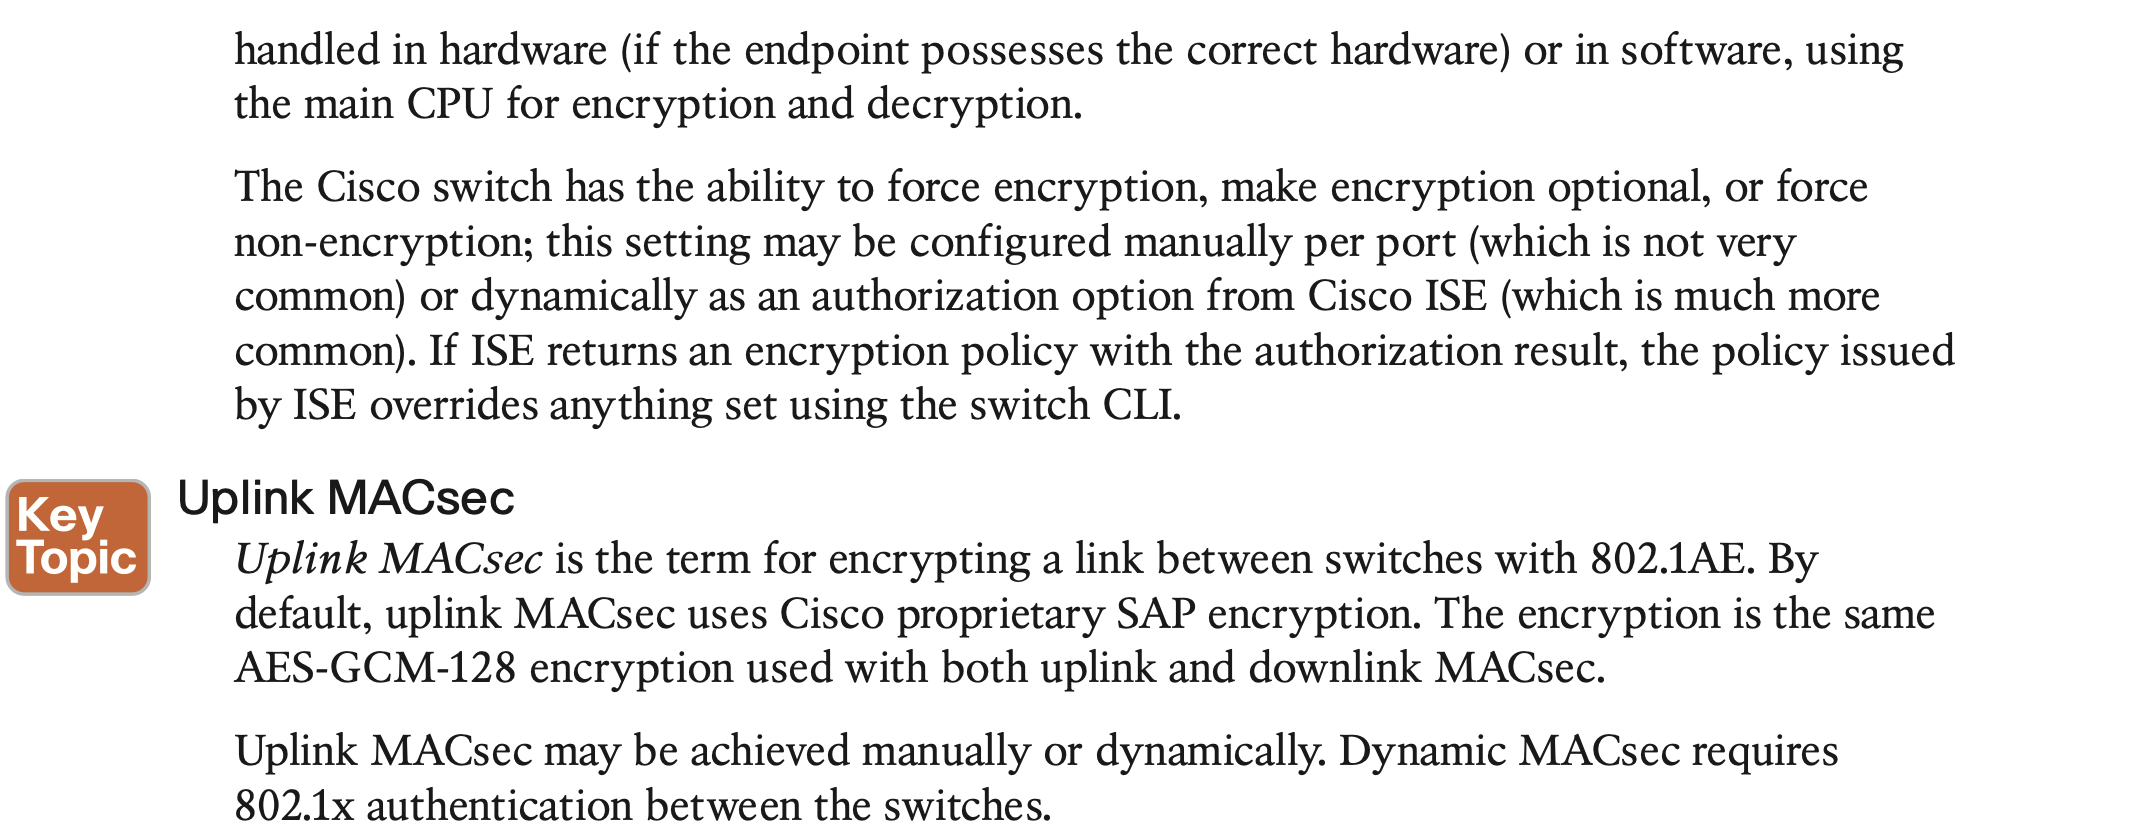 handled in hardware (if the endpoint possesses the correct hardware) or in software, using
the main CPU for encryption and decryption.
The Cisco switch has the ability to force encryption, make encryption optional, or force
non-encryption; this setting may be configured manually per port (which is not very
common) or dynamically as an authorization option from Cisco ISE (which is much more
common). If ISE returns an encryption policy with the authorization result, the policy issued
by ISE overrides anything set using the switch CLI.
Key
Topic
Uplink MACsec
Uplink MACsec is the term for encrypting a link between switches with 802.1AE. By
default, uplink MACsec uses Cisco proprietary SAP encryption. The encryption is the same
AES-GCM-128 encryption used with both uplink and downlink MACsec.
Uplink MACsec may be achieved manually or dynamically. Dynamic MACsec requires
802.1x authentication between the switches.